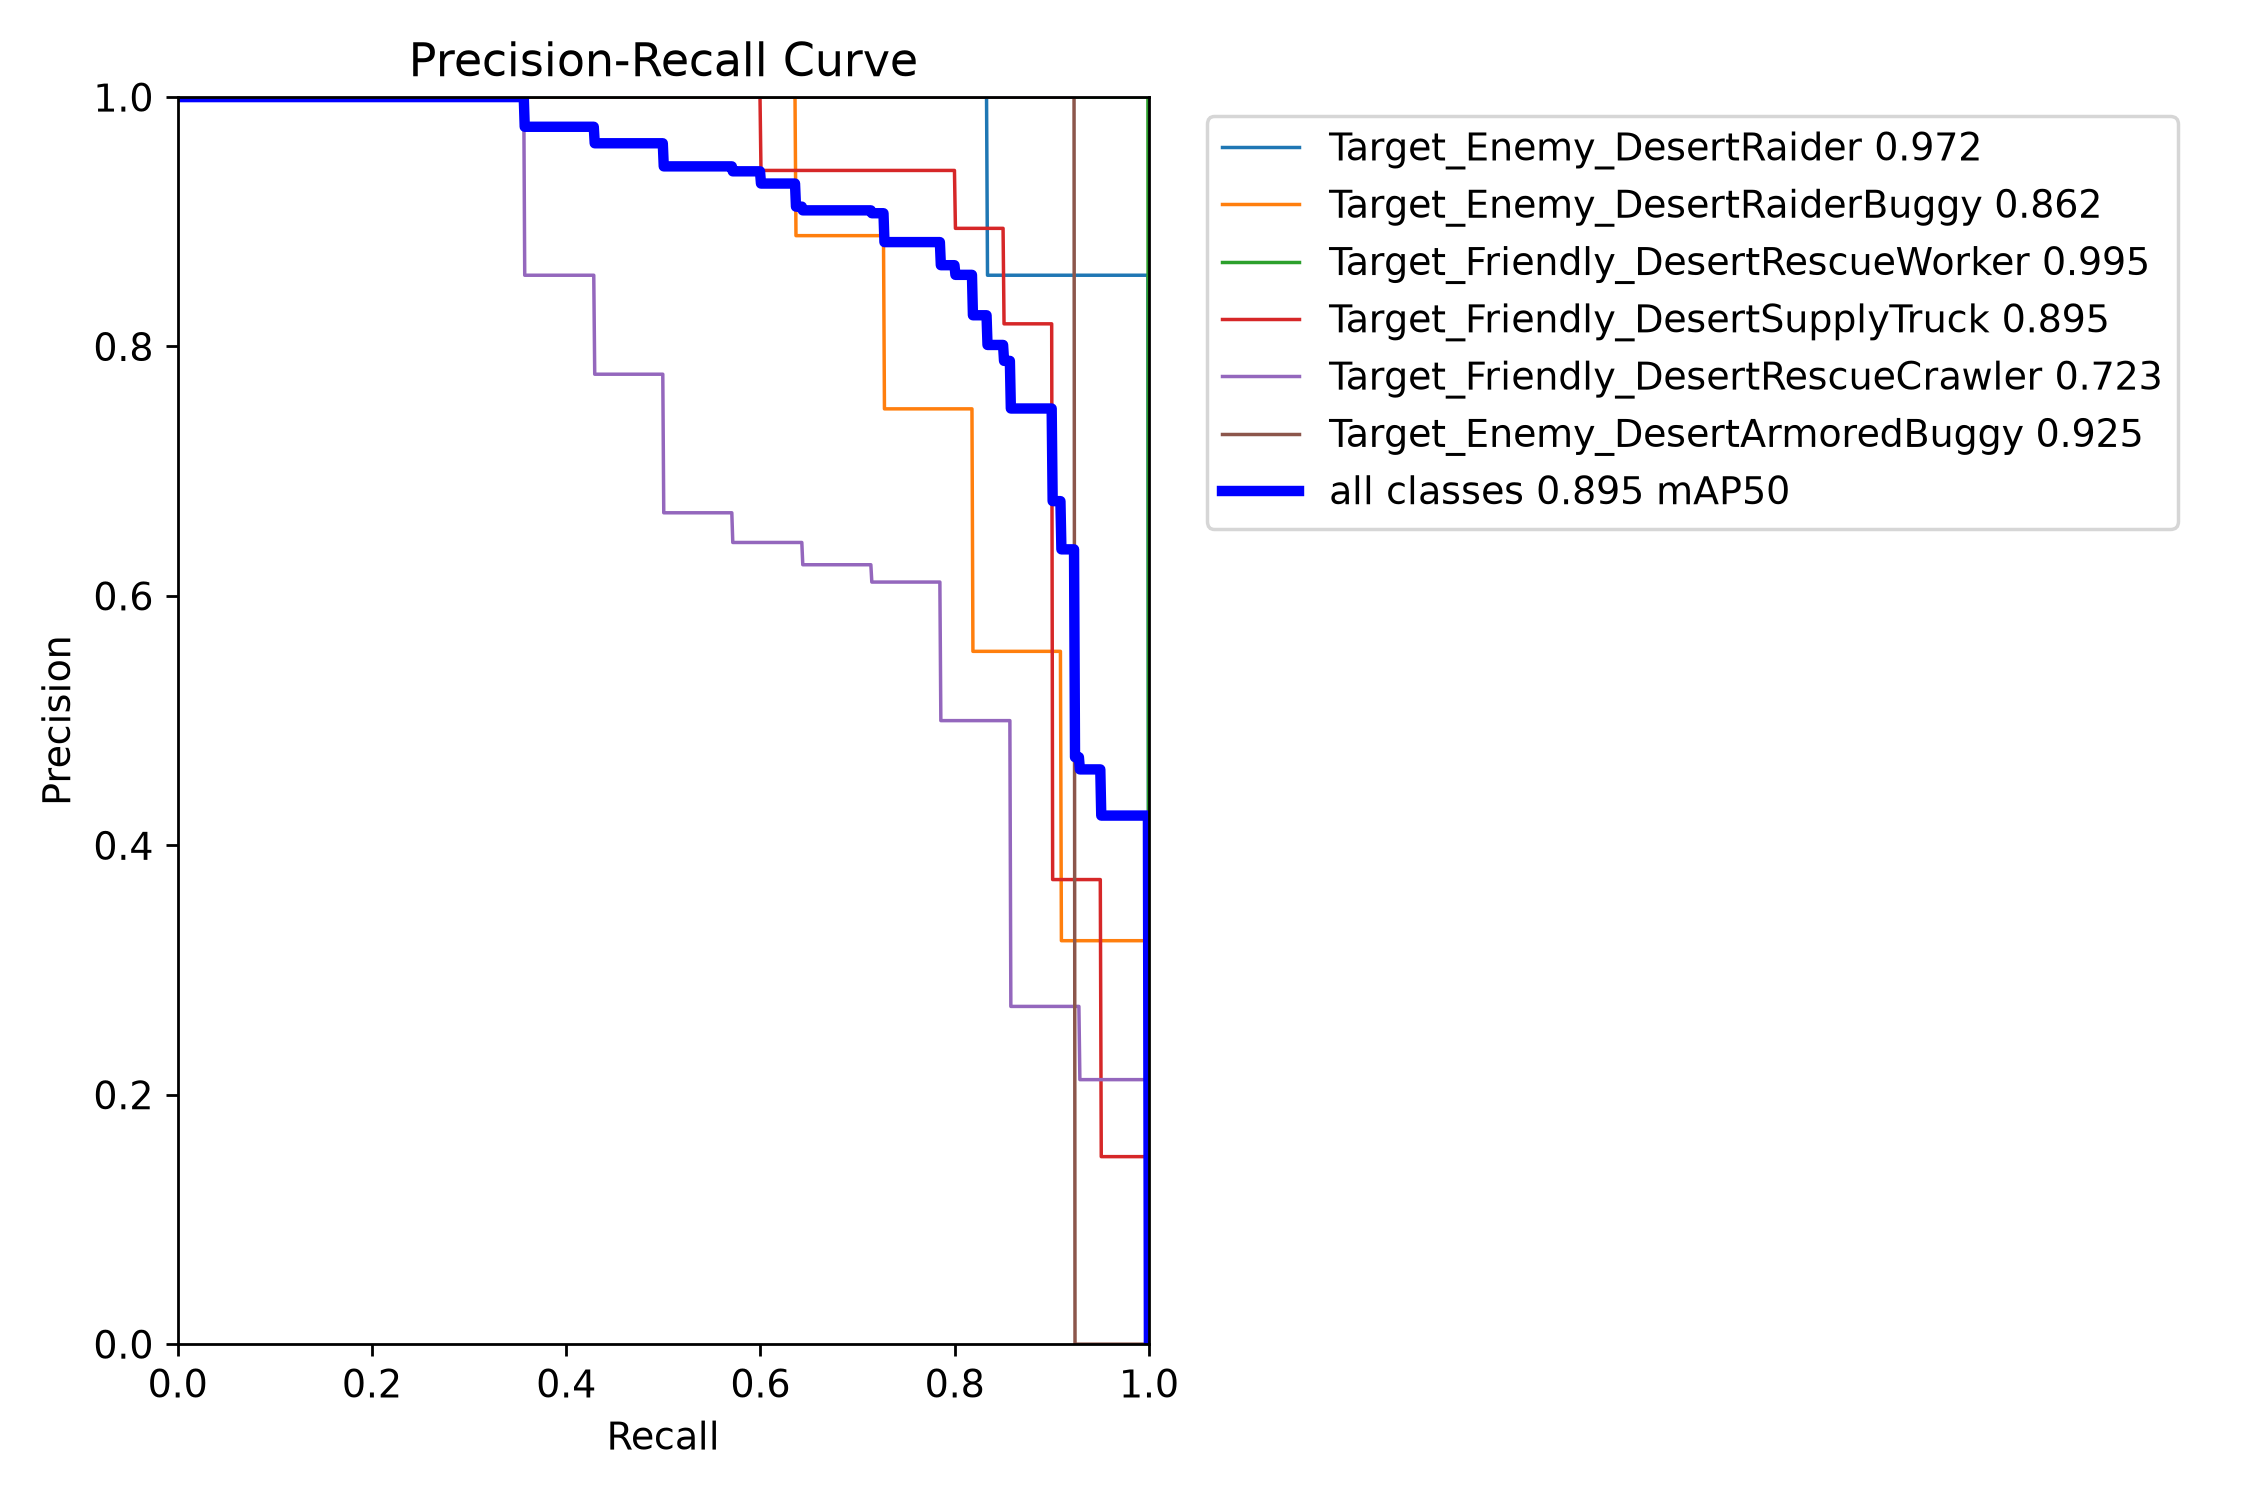 Precision-Recall Curve
1.0
0.8
0.6
0.4
0.2
0.0
Precision
0.0 0.2 0.4 0.6 0.8 1.0
Recall
Target_Enemy_DesertRaider 0.972
Target_Enemy_DesertRaiderBuggy 0.862
Target_Friendly_DesertRescueWorker 0.995
Target_Friendly_DesertSupplyTruck 0.895
Target_Friendly_DesertRescueCrawler 0.723
Target_Enemy_DesertArmoredBuggy 0.925
all classes 0.895 mAP50